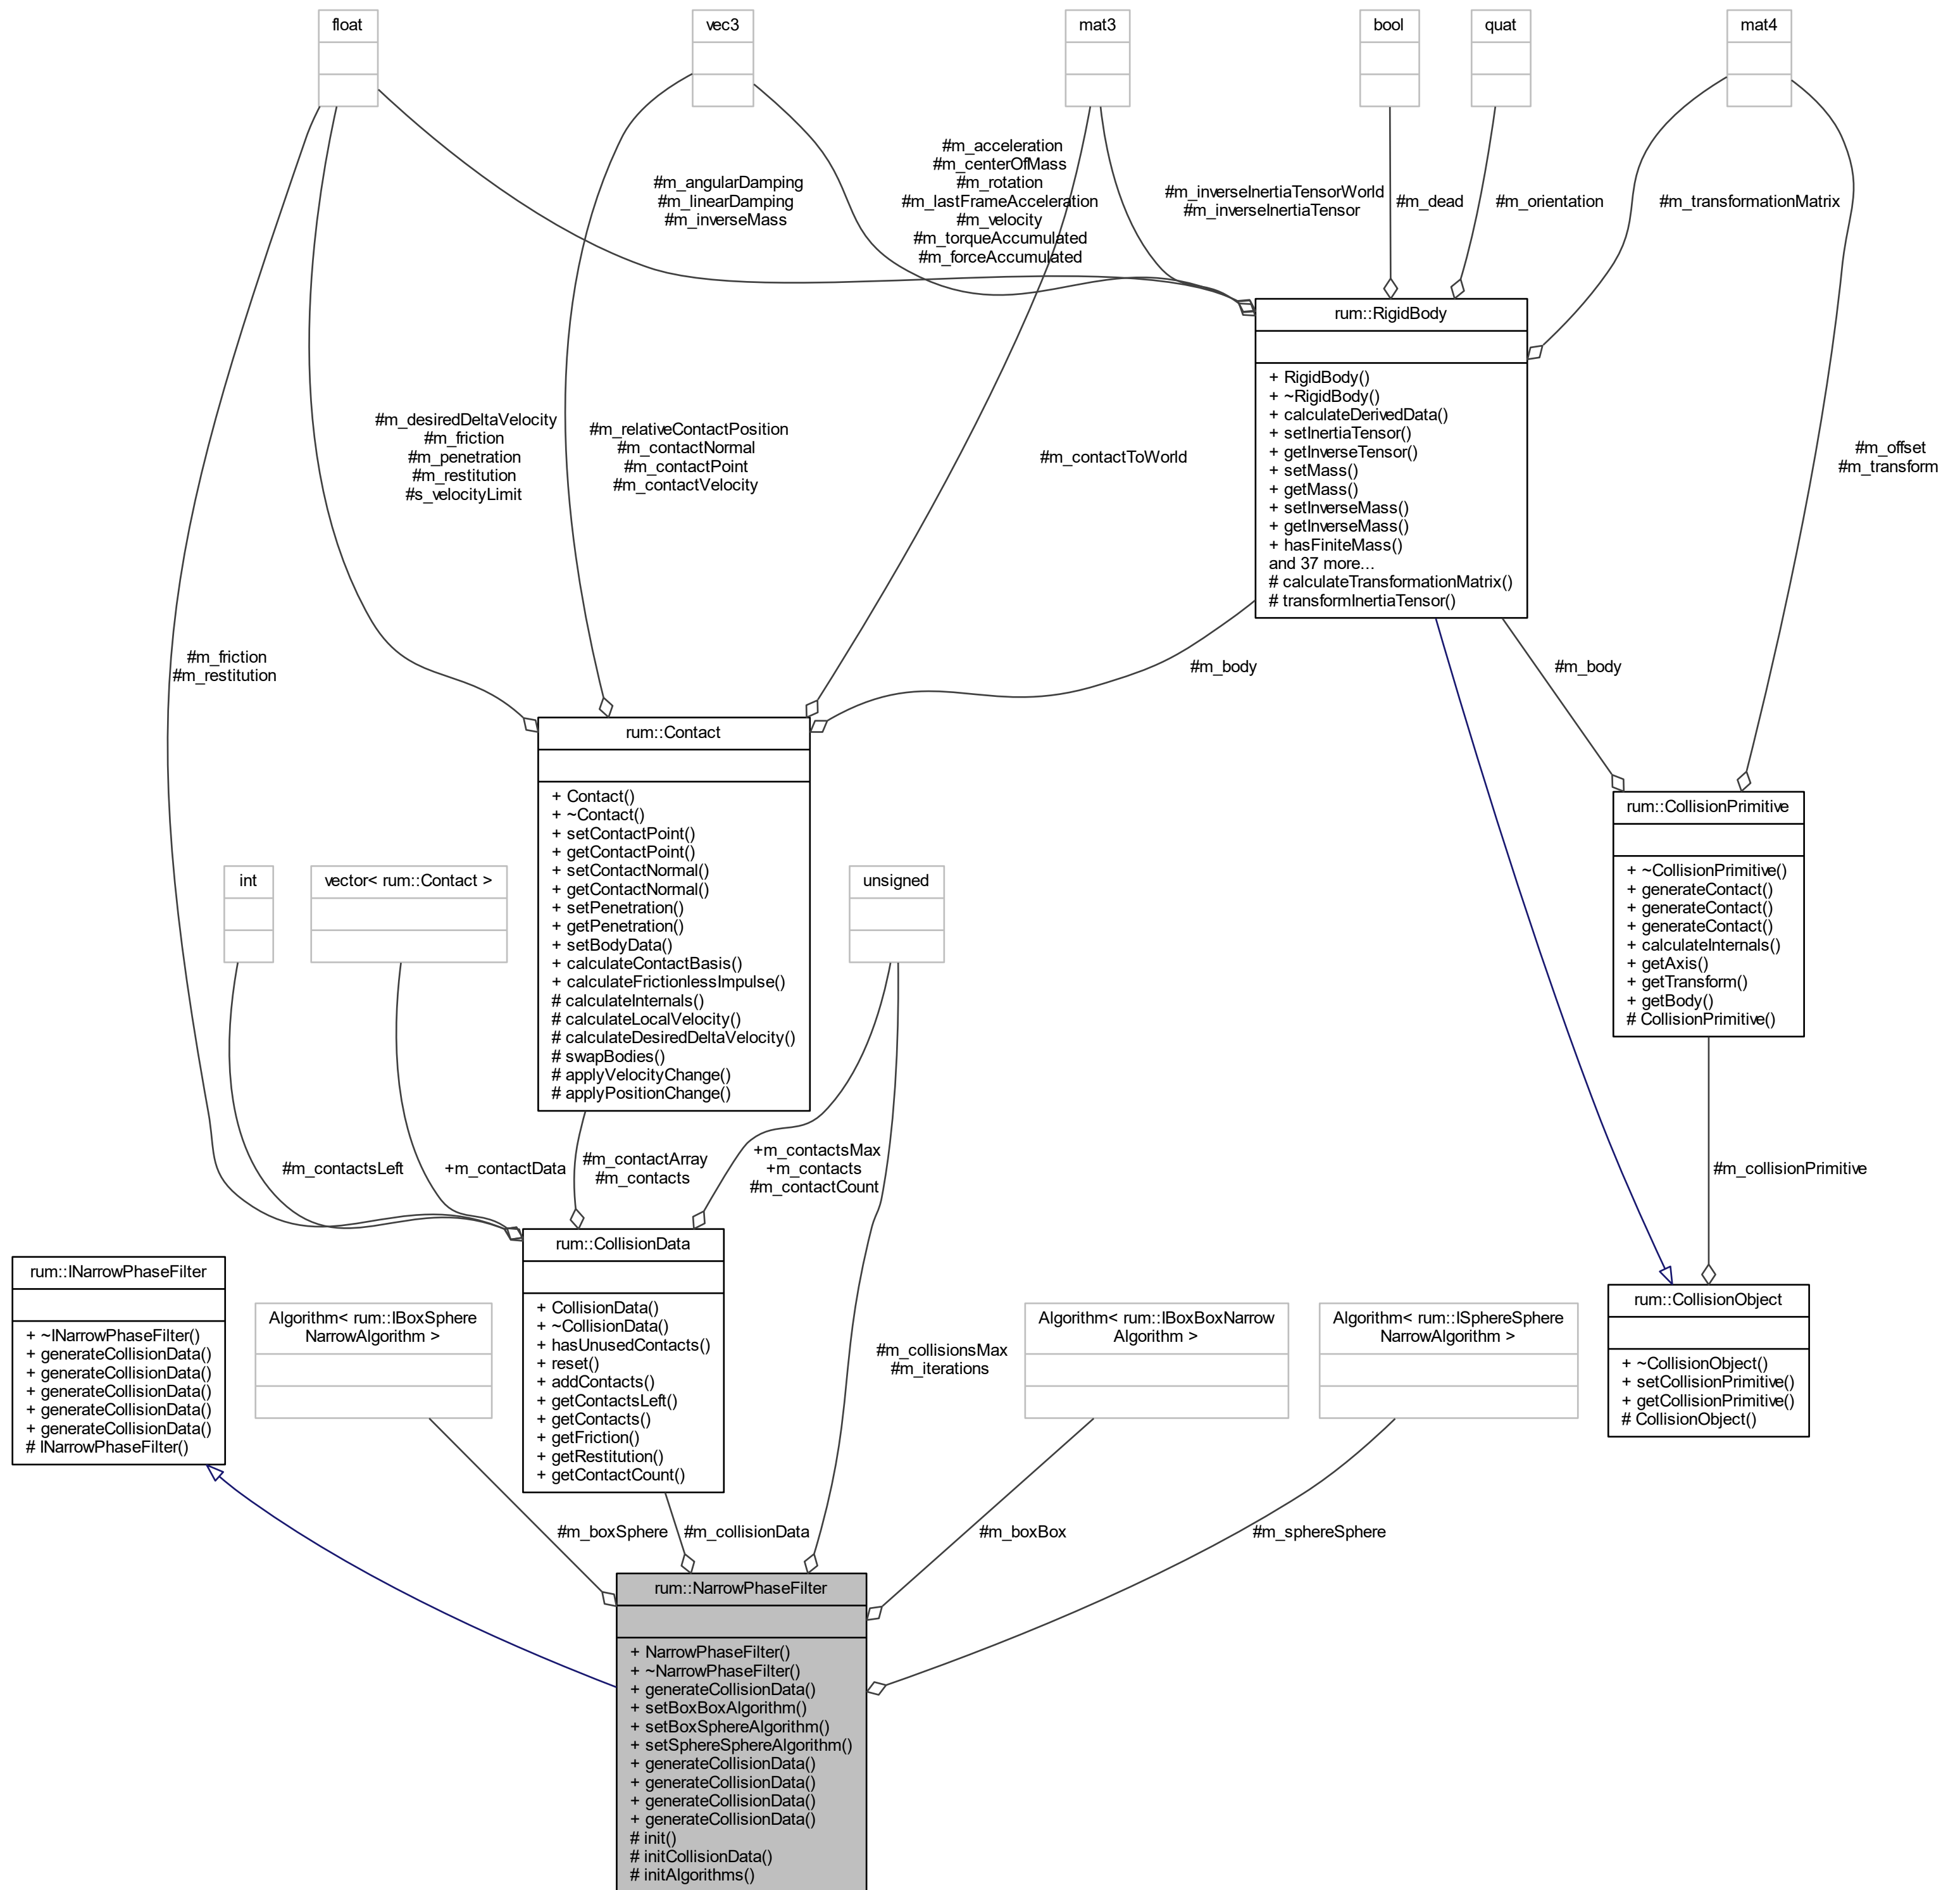 float
vec3
mat3
bool
quat
mat4
#m_angularDamping
#m_linearDamping
#m_inverseMass
#m_acceleration
#m_centerOfMass
#m_rotation
#m_lastFrameAcceleration
#m_velocity
#m_torqueAccumulated
#m_forceAccumulated
#m_inverseInertiaTensorWorld
#m_inverseInertiaTensor
#m_dead
#m_orientation
#m_transformationMatrix
rum::RigidBody
+ RigidBody()
+ ~RigidBody()
+ calculateDerivedData()
+ setInertiaTensor()
+ getInverseTensor()
+ setMass()
+ getMass()
+ setInverseMass()
+ getInverseMass()
+ hasFiniteMass()
and 37 more...
# calculateTransformationMatrix()
# transformInertiaTensor()
#m_desiredDeltaVelocity
#m_friction
#m_penetration
#m_restitution
#s_velocityLimit
#m_relativeContactPosition
#m_contactNormal
#m_contactPoint
#m_contactVelocity
#m_contactToWorld
#m_offset
#m_transform
#m_friction
#m_restitution
#m_body
#m_body
rum::Contact
+ Contact()
+ ~Contact()
+ setContactPoint()
+ getContactPoint()
+ setContactNormal()
+ getContactNormal()
+ setPenetration()
+ getPenetration()
+ setBodyData()
+ calculateContactBasis()
+ calculateFrictionlessImpulse()
# calculateInternals()
# calculateLocalVelocity()
# calculateDesiredDeltaVelocity()
# swapBodies()
# applyVelocityChange()
# applyPositionChange()
rum::CollisionPrimitive
+ ~CollisionPrimitive()
+ generateContact()
+ generateContact()
+ generateContact()
+ calculateInternals()
+ getAxis()
+ getTransform()
+ getBody()
# CollisionPrimitive()
int
vector< rum::Contact >
unsigned
#m_contactsLeft
+m_contactData
#m_contactArray
#m_contacts
+m_contactsMax
+m_contacts
#m_contactCount
#m_collisionPrimitive
rum::INarrowPhaseFilter
+ ~INarrowPhaseFilter()
+ generateCollisionData()
+ generateCollisionData()
+ generateCollisionData()
+ generateCollisionData()
+ generateCollisionData()
# INarrowPhaseFilter()
Algorithm< rum::IBoxSphere
NarrowAlgorithm >
rum::CollisionData
+ CollisionData()
+ ~CollisionData()
+ hasUnusedContacts()
+ reset()
+ addContacts()
+ getContactsLeft()
+ getContacts()
+ getFriction()
+ getRestitution()
+ getContactCount()
#m_collisionsMax
#m_iterations
Algorithm< rum::IBoxBoxNarrow
Algorithm >
Algorithm< rum::ISphereSphere
NarrowAlgorithm >
rum::CollisionObject
+ ~CollisionObject()
+ setCollisionPrimitive()
+ getCollisionPrimitive()
# CollisionObject()
#m_boxSphere
#m_collisionData
#m_boxBox
#m_sphereSphere
rum::NarrowPhaseFilter
+ NarrowPhaseFilter()
+ ~NarrowPhaseFilter()
+ generateCollisionData()
+ setBoxBoxAlgorithm()
+ setBoxSphereAlgorithm()
+ setSphereSphereAlgorithm()
+ generateCollisionData()
+ generateCollisionData()
+ generateCollisionData()
+ generateCollisionData()
# init()
# initCollisionData()
# initAlgorithms()